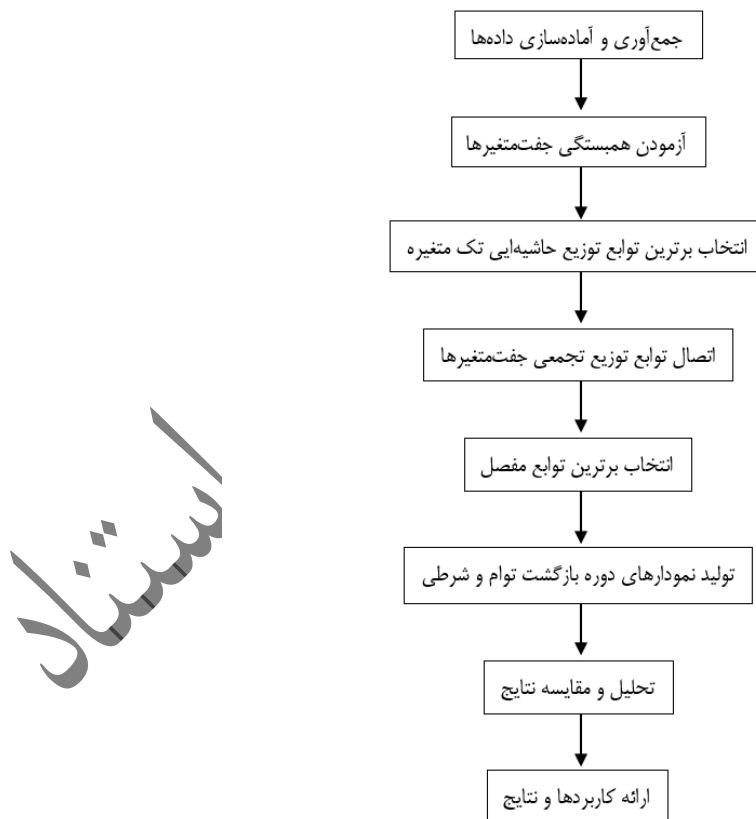 جمع‌آوری و آماده‌سازی داده‌ها
آزمودن همبستگی جفت‌متغیرها
انتخاب برترین توابع توزیع حاشیه‌ایی تک متغیره
اتصال توابع توزیع تجمعی جفت‌متغیرها
انتخاب برترین توابع مفصل
تولید نمودارهای دوره بازگشت توام و شرطی
تحلیل و مقایسه نتایج
ارائه کاربردها و نتایج